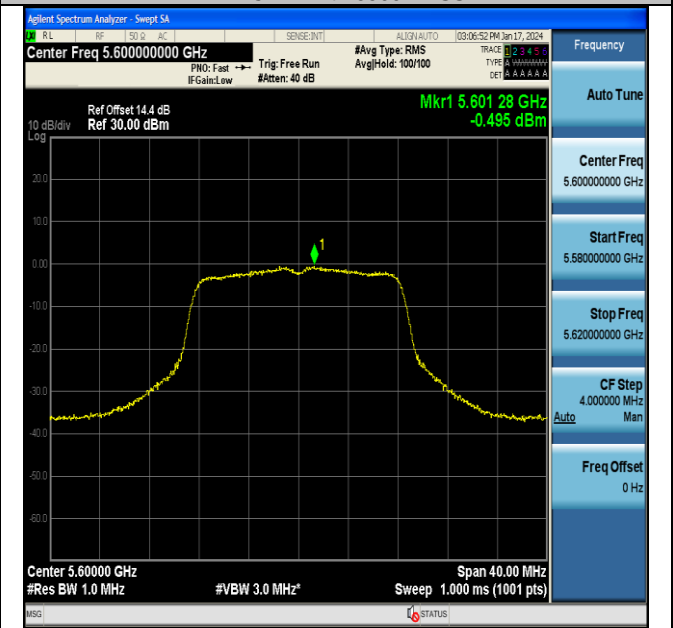 Agilent Spectrum Analyzer - Swept SA
RL RF 50 Ω AC SENSE:INT ALIGN AUTO 03:06:52 PM Jan 17, 2024
Center Freq 5.600000000 GHz #Avg Type: RMS TRACE 1 2 3 4 5 6 Frequency
PNO: Fast Trig: Free Run Avg|Hold: 100/100 TYPE A
IFGain:Low #Atten: 40 dB DET A A A A A A
Auto Tune
Mkr1 5.601 28 GHz
Ref Offset 14.4 dB
10 dB/div Ref 30.00 dBm -0.495 dBm
Log
Center Freq
5.600000000 GHz
20.0
10.0
Start Freq
5.580000000 GHz
1
0.00
-10.0
Stop Freq
5.620000000 GHz
-20.0
-30.0
CF Step
4.000000 MHz
Auto Man
-40.0
Freq Offset
0 Hz
-50.0
-60.0
Center 5.60000 GHz Span 40.00 MHz
#Res BW 1.0 MHz #VBW 3.0 MHz* Sweep 1.000 ms (1001 pts)
MSG STATUS